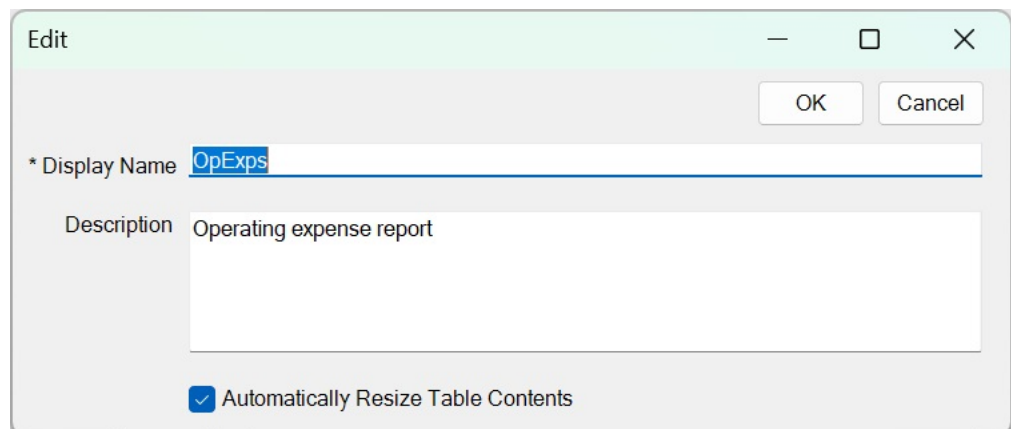 Edit
OK Cancel
* Display Name OpExps
Description Operating expense report
Automatically Resize Table Contents